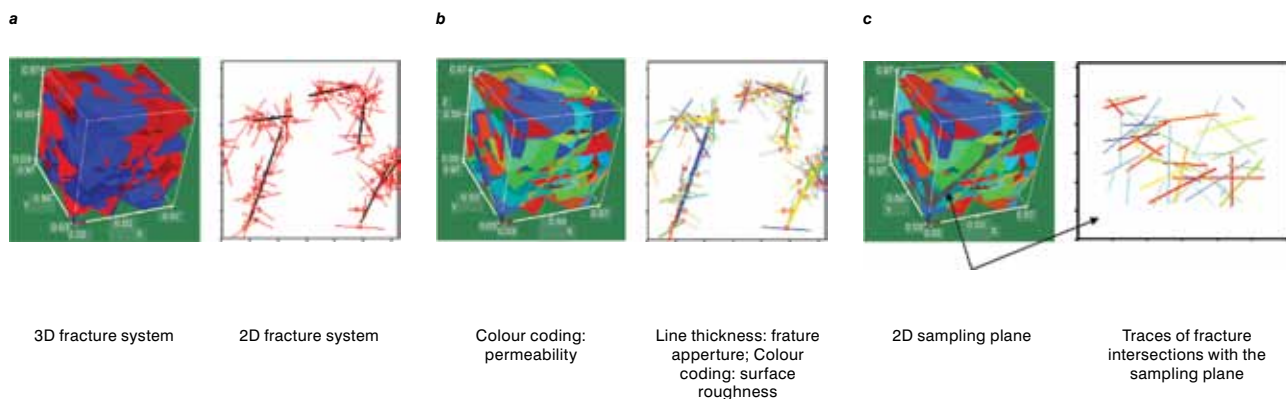 a
b
c
3D fracture system
2D fracture system
Colour coding:
permeability
Line thickness: frature
apperture; Colour
coding: surface
roughness
2D sampling plane
Traces of fracture
intersections with the
sampling plane